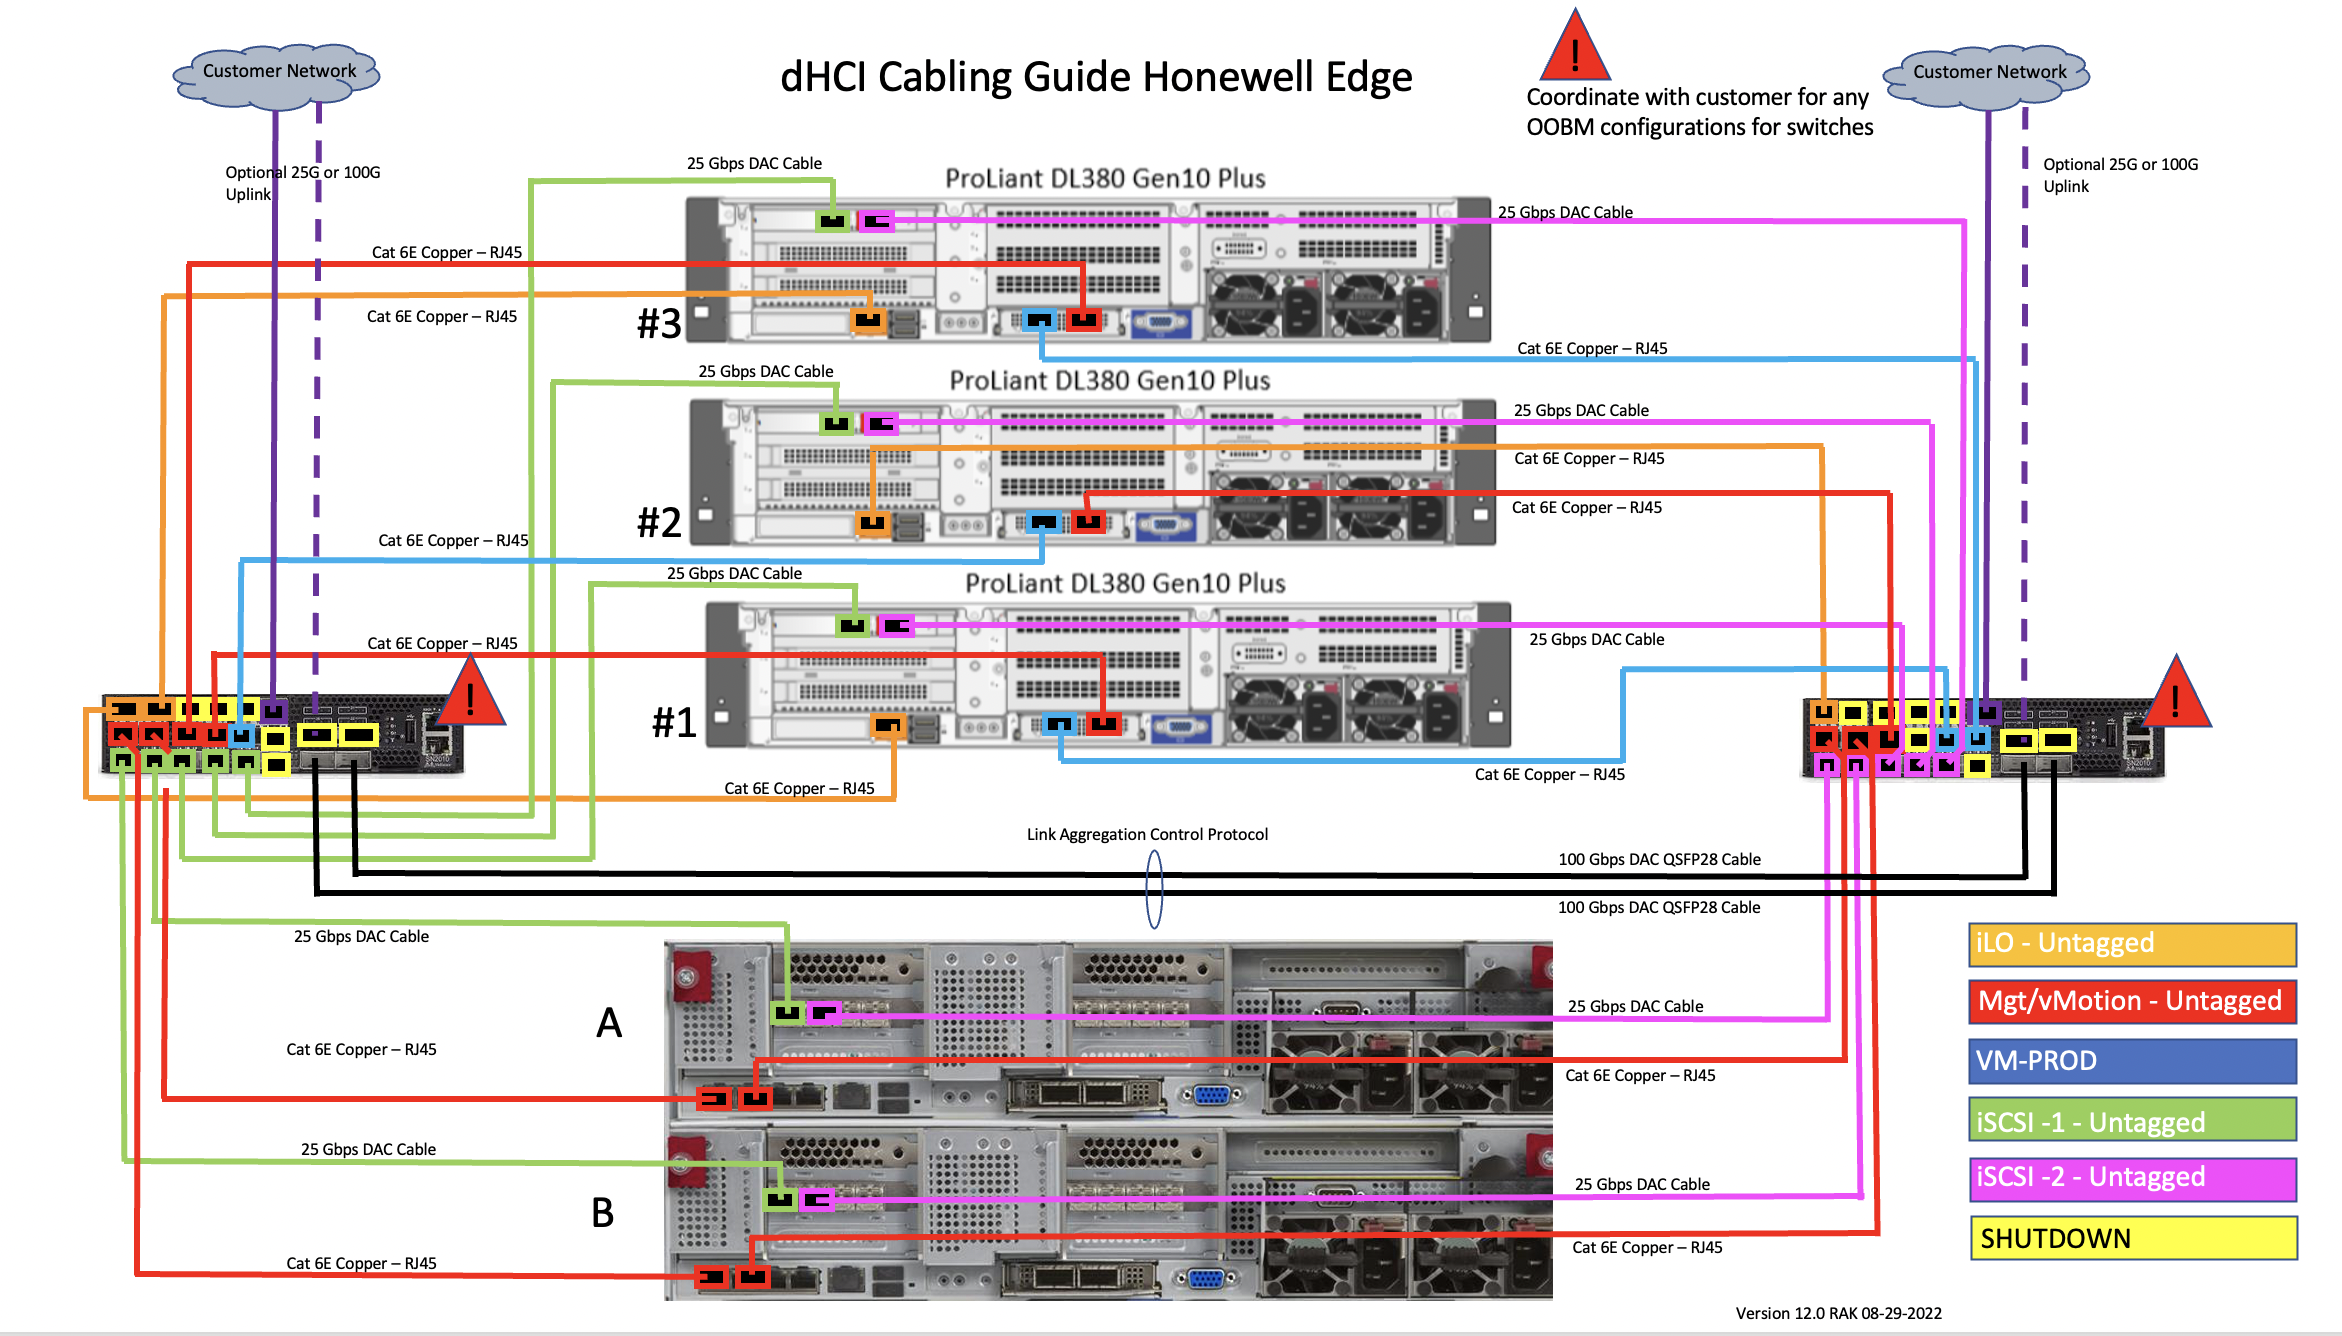 Customer Network
dHCI Cabling Guide Honewell Edge
!
Coordinate with customer for any
OOBM configurations for switches
Customer Network
Optional 25G or 100G
Uplink
Optional 25G or 100G
Uplink
25 Gbps DAC Cable
ProLiant DL380 Gen10 Plus
25 Gbps DAC Cable
Cat 6E Copper – RJ45
Cat 6E Copper – RJ45
#3
Cat 6E Copper – RJ45
25 Gbps DAC Cable
ProLiant DL380 Gen10 Plus
25 Gbps DAC Cable
Cat 6E Copper – RJ45
Cat 6E Copper – RJ45
#2
Cat 6E Copper – RJ45
25 Gbps DAC Cable
ProLiant DL380 Gen10 Plus
25 Gbps DAC Cable
Cat 6E Copper – RJ45
#1
!
!
SN2010
SN2010
Cat 6E Copper – RJ45
Cat 6E Copper – RJ45
Link Aggregation Control Protocol
100 Gbps DAC QSFP28 Cable
100 Gbps DAC QSFP28 Cable
25 Gbps DAC Cable
A
25 Gbps DAC Cable
Cat 6E Copper – RJ45
Cat 6E Copper – RJ45
25 Gbps DAC Cable
B
25 Gbps DAC Cable
Cat 6E Copper – RJ45
Cat 6E Copper – RJ45
iLO - Untagged
Mgt/vMotion - Untagged
VM-PROD
iSCSI -1 - Untagged
iSCSI -2 - Untagged
SHUTDOWN
Version 12.0 RAK 08-29-2022